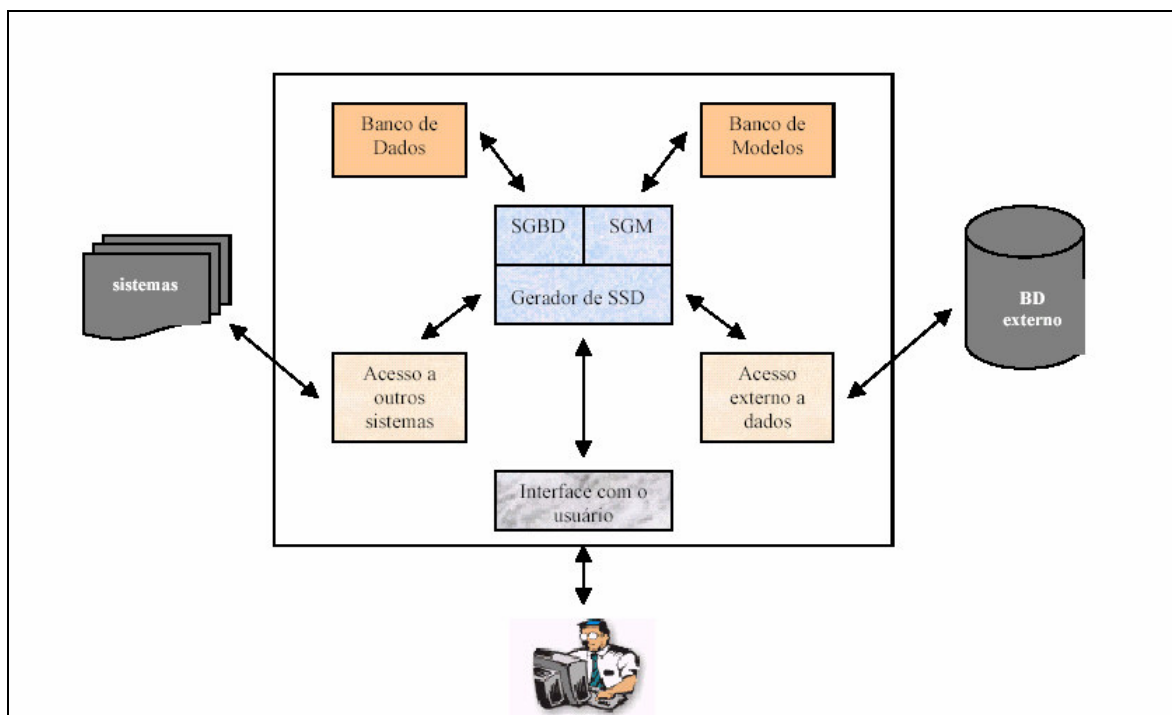 Banco de
Dados
Banco de
Modelos
SGBD
SGM
Gerador de SSD
sistemas
BD
externo
Acesso a
outros
sistemas
Acesso
externo a
dados
Interface com o
usuário